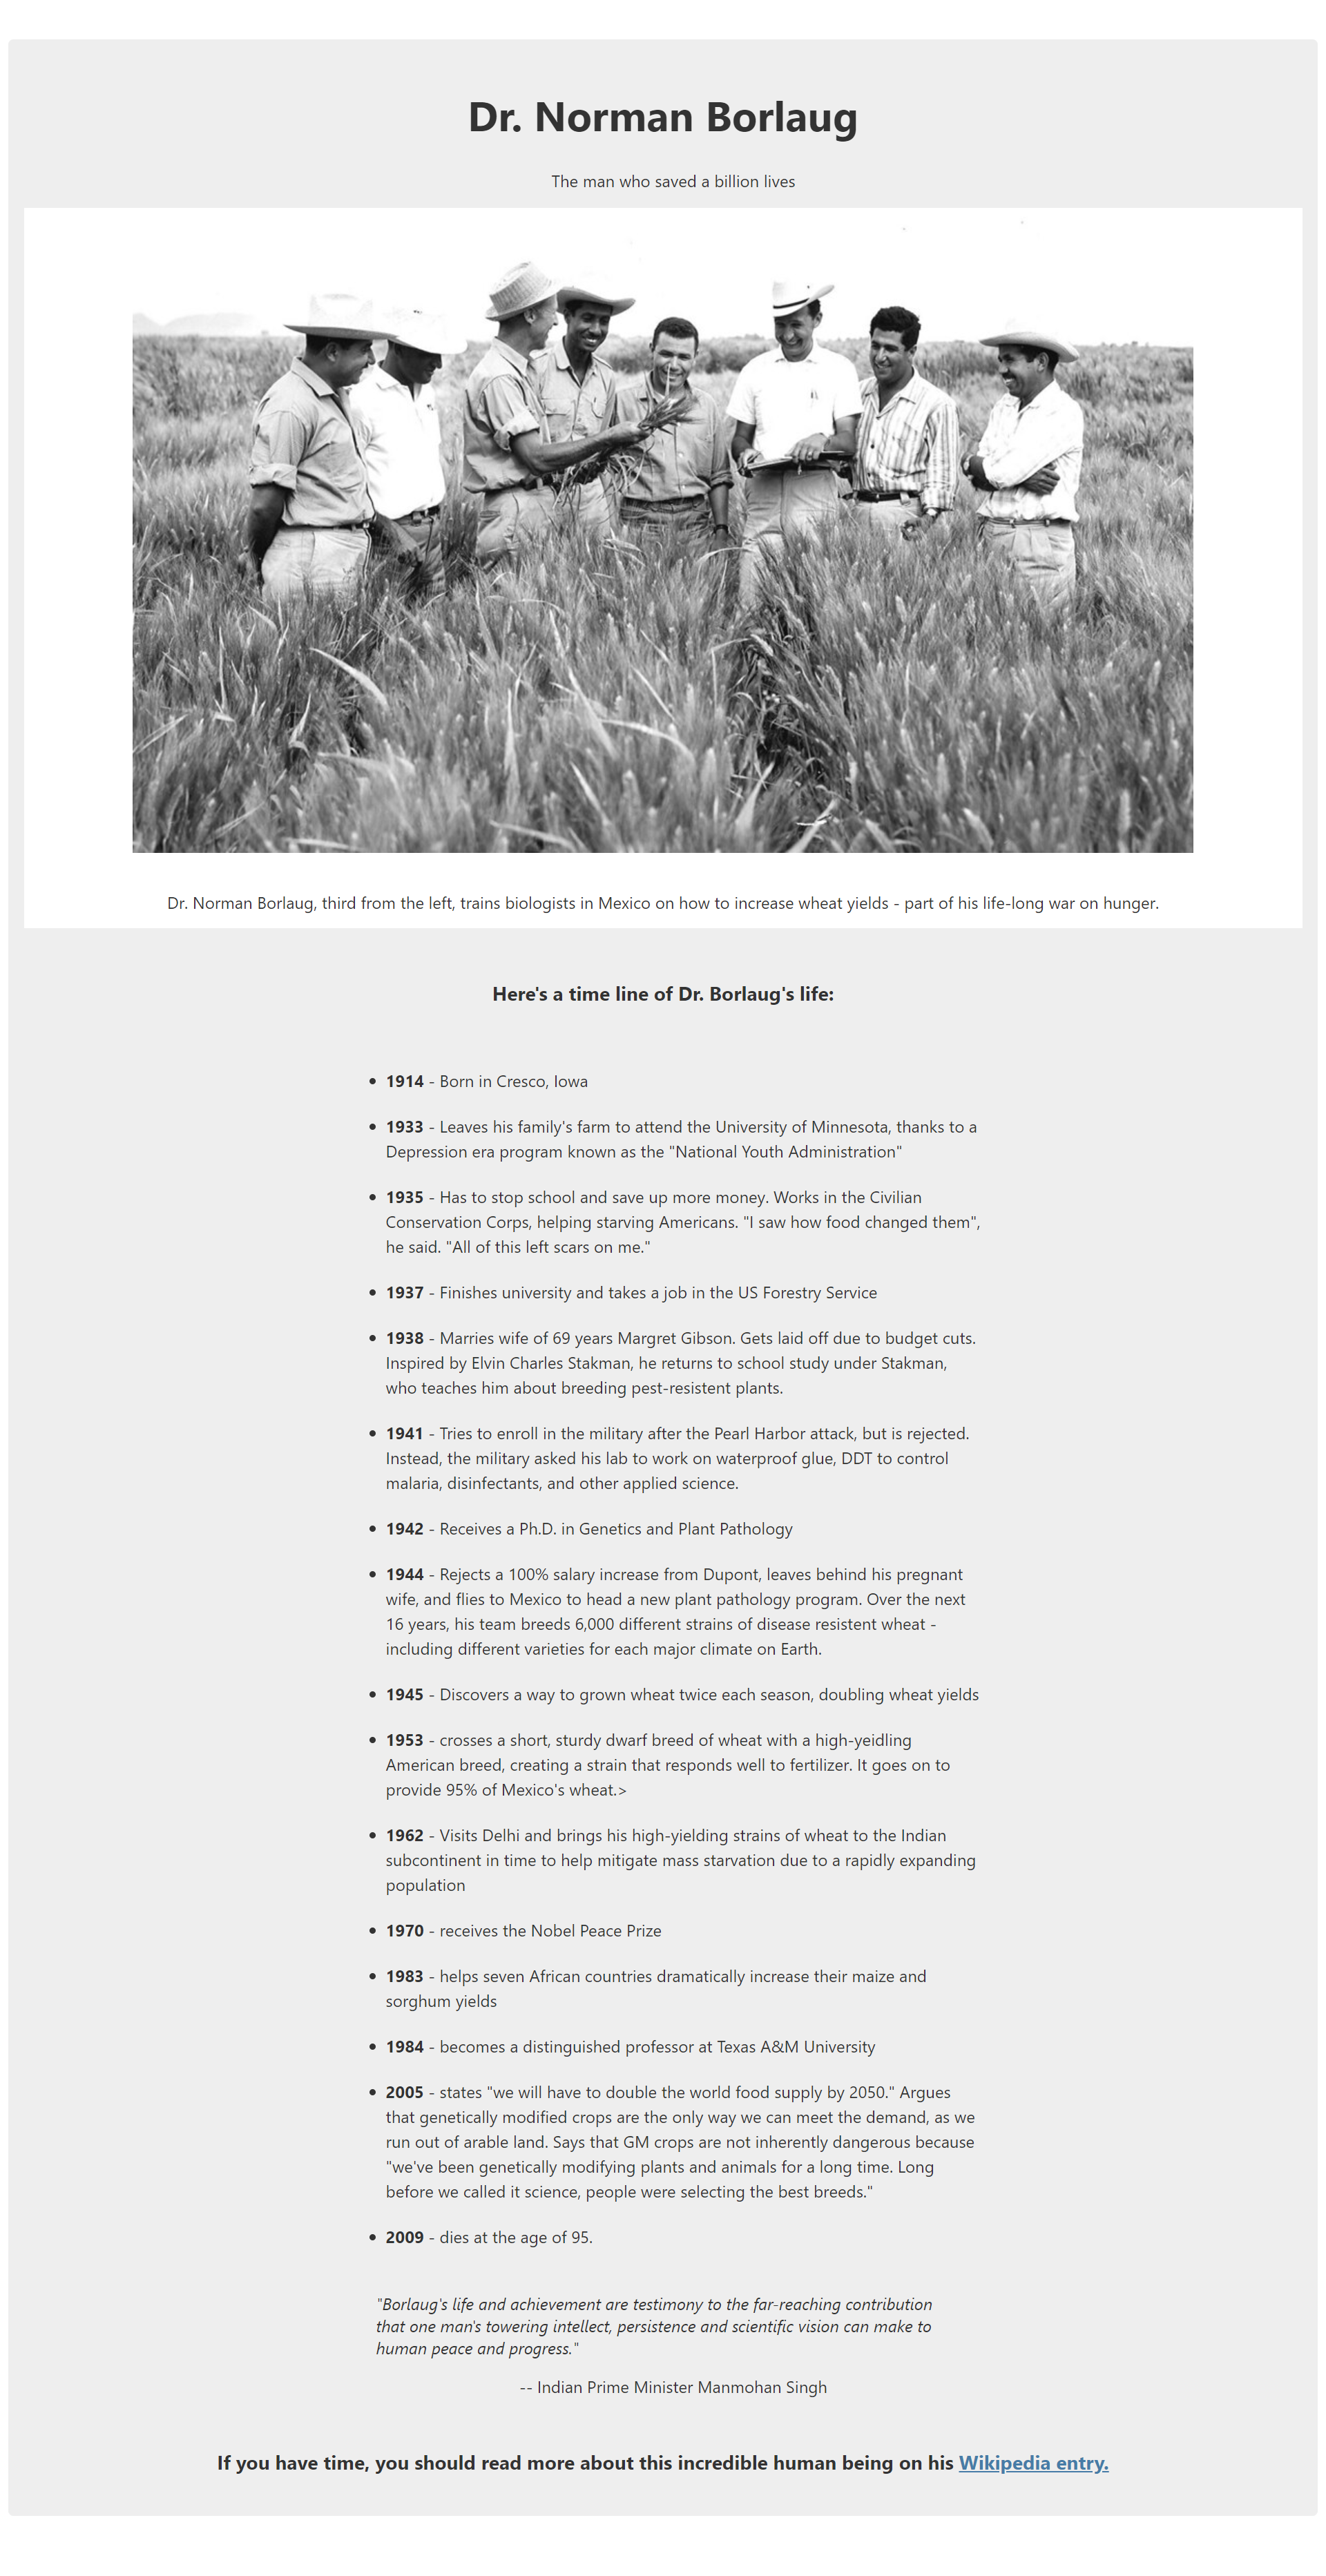 Dr. Norman Borlaug
The man who saved a billion lives
Dr. Norman Borlaug, third from the left, trains biologists in Mexico on how to increase wheat yields - part of his life-long war on hunger.
Here's a time line of Dr. Borlaug's life:
• 1914 - Born in Cresco, Iowa
• 1933 - Leaves his family's farm to attend the University of Minnesota, thanks to a
Depression era program known as the "National Youth Administration"
• 1935 - Has to stop school and save up more money. Works in the Civilian
Conservation Corps, helping starving Americans. "I saw how food changed them",
he said. "All of this left scars on me."
• 1937 - Finishes university and takes a job in the US Forestry Service
• 1938 - Marries wife of 69 years Margret Gibson. Gets laid off due to budget cuts.
Inspired by Elvin Charles Stakman, he returns to school study under Stakman,
who teaches him about breeding pest-resistent plants.
• 1941 - Tries to enroll in the military after the Pearl Harbor attack, but is rejected.
Instead, the military asked his lab to work on waterproof glue, DDT to control
malaria, disinfectants, and other applied science.
• 1942 - Receives a Ph.D. in Genetics and Plant Pathology
• 1944 - Rejects a 100% salary increase from Dupont, leaves behind his pregnant
wife, and flies to Mexico to head a new plant pathology program. Over the next
16 years, his team breeds 6,000 different strains of disease resistent wheat -
including different varieties for each major climate on Earth.
• 1945 - Discovers a way to grown wheat twice each season, doubling wheat yields
• 1953 - crosses a short, sturdy dwarf breed of wheat with a high-yeidling
American breed, creating a strain that responds well to fertilizer. It goes on to
provide 95% of Mexico's wheat.>
• 1962 - Visits Delhi and brings his high-yielding strains of wheat to the Indian
subcontinent in time to help mitigate mass starvation due to a rapidly expanding
population
• 1970 - receives the Nobel Peace Prize
• 1983 - helps seven African countries dramatically increase their maize and
sorghum yields
• 1984 - becomes a distinguished professor at Texas A&M University
• 2005 - states "we will have to double the world food supply by 2050." Argues
that genetically modified crops are the only way we can meet the demand, as we
run out of arable land. Says that GM crops are not inherently dangerous because
"we've been genetically modifying plants and animals for a long time. Long
before we called it science, people were selecting the best breeds."
• 2009 - dies at the age of 95.
"Borlaug's life and achievement are testimony to the far-reaching contribution
that one man's towering intellect, persistence and scientific vision can make to
human peace and progress."
-- Indian Prime Minister Manmohan Singh
If you have time, you should read more about this incredible human being on his Wikipedia entry.